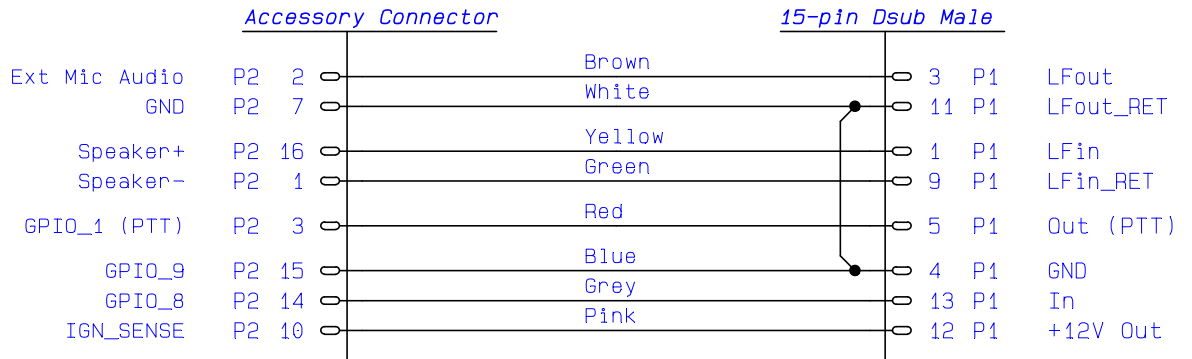 Accessory Connector 15-pin Dsub Male
Brown
Ext Mic Audio P2 2 3 P1 LFout
White
GND P2 7 11 P1 LFout_RET
Yellow
Speaker+ P2 16 1 P1 LFin
Green
Speaker- P2 1 9 P1 LFin_RET
Red
GPIO_1 (PTT) P2 3 5 P1 Out (PTT)
Blue
GPIO_9 P2 15 4 P1 GND
Grey
GPIO_8 P2 14 13 P1 In
Pink
IGN_SENSE P2 10 12 P1 +12V Out